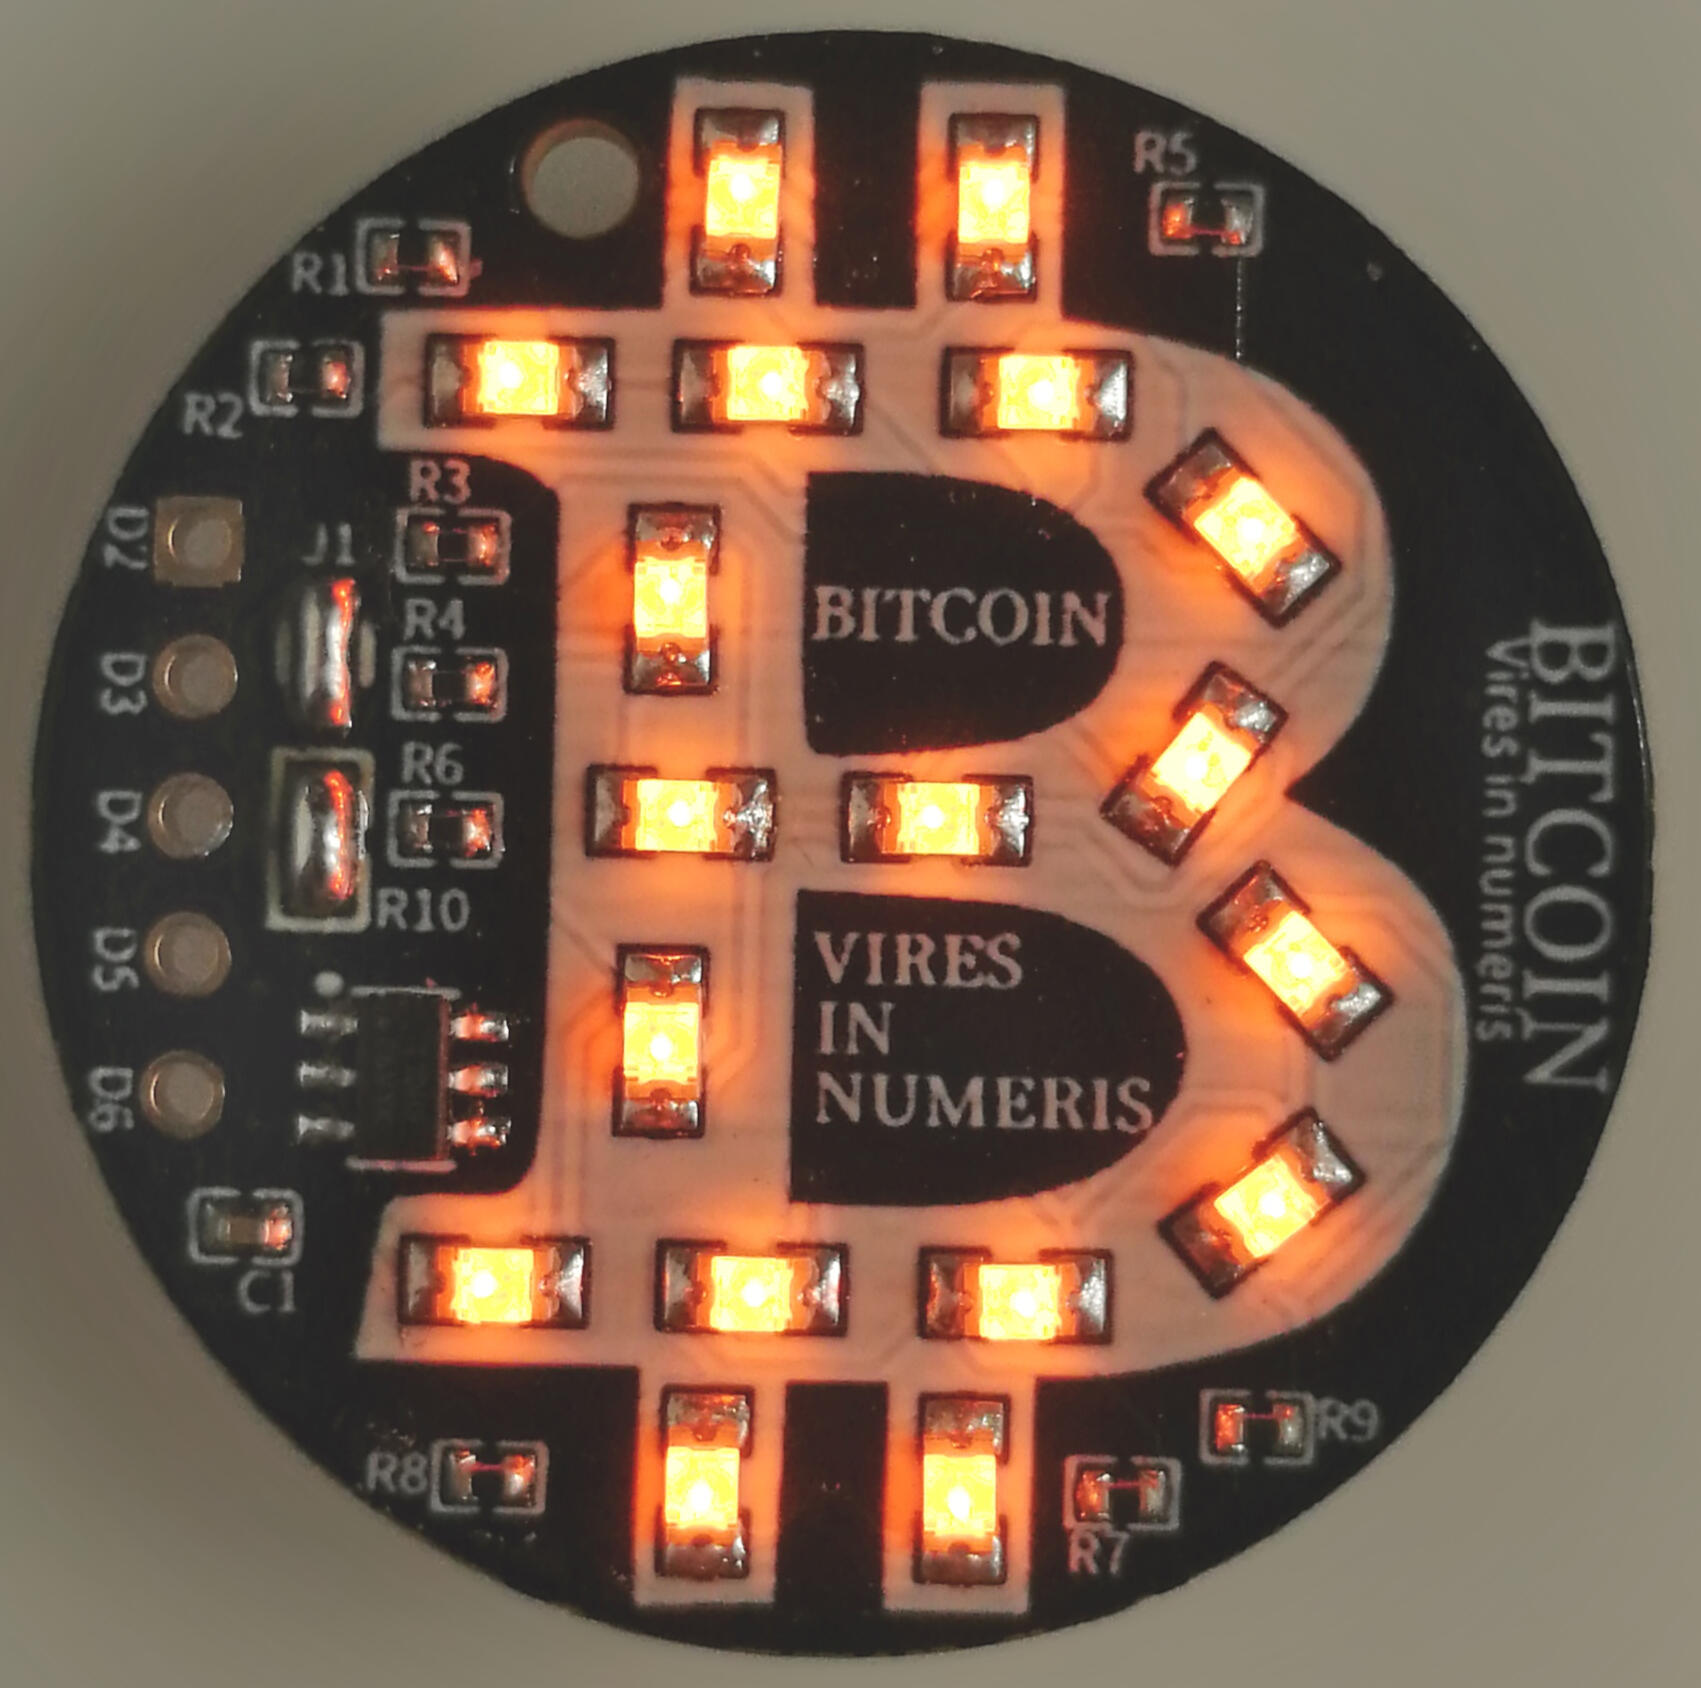 R5
R1
R2
R3
J1
R4
R6
R10
D2
D3
D4
D5
D6
C1
BITCOIN
VIRES
IN
NUMERIS
BITCOIN
Vires in numeris
R8
R9
R7